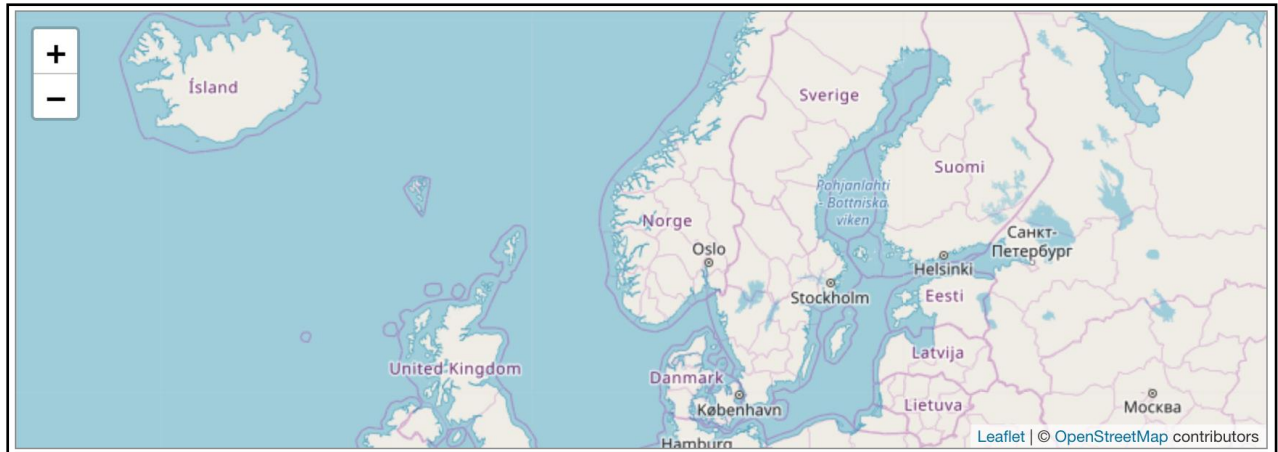 +
−
Ísland
Sverige
Suomi
Pohjanlahti
- Bottniska
viken
Norge
Oslo
Санкт-
Петербург
Helsinki
Stockholm
Eesti
Latvija
United Kingdom
Danmark
København
Lietuva
Москва
Hamburg
Leaflet | © OpenStreetMap contributors